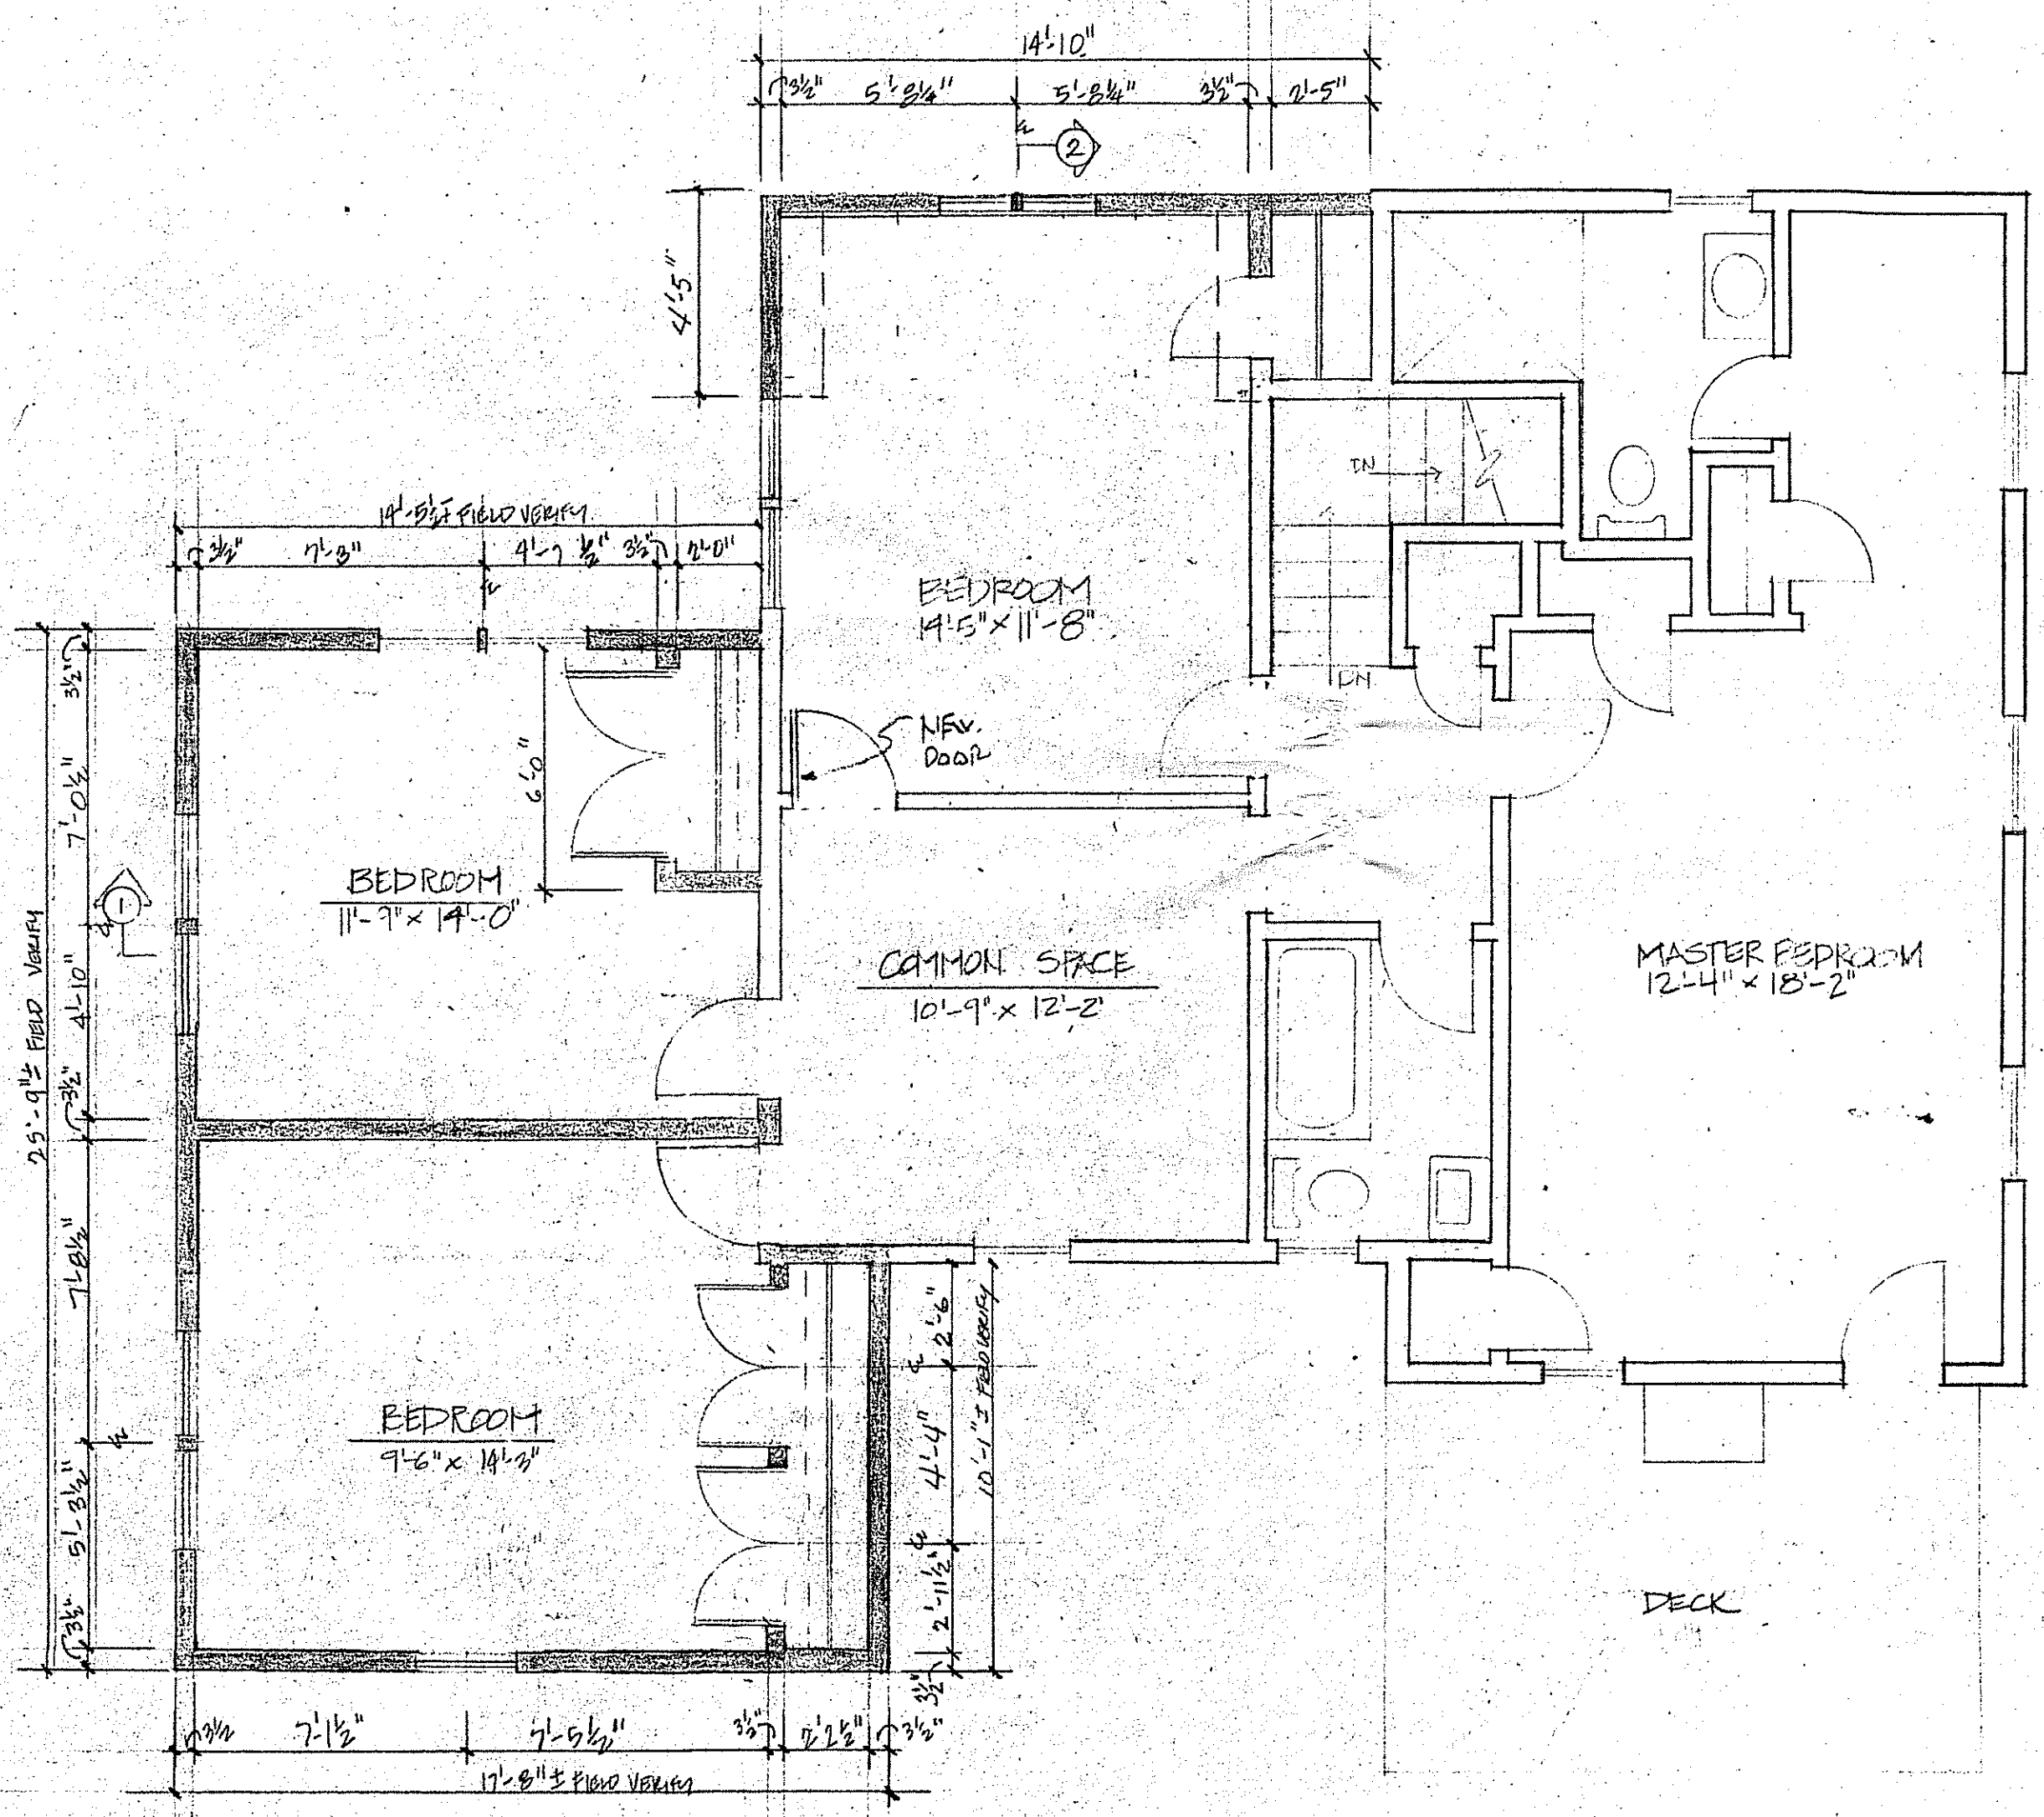 14'-10"
3½" 5'-8¼" 5'-8¼" 3½" 2'-5"
2
4'-5"
14'-5½"± FIELD VERIFY
3½" 7'-3" 4'-7 ½" 3½" 2'-0"
DN
BEDROOM
14'5" × 11'-8"
DN
NEW
DOOR
6'-0"
3½"
7'-0½"
4'-10"
3½"
7'-8½"
5'-3½"
3½"
25'-9"± FIELD VERIFY
1
BEDROOM
11'-9" × 14'-0"
COMMON SPACE
10'-9" × 12'-2'
MASTER BEDROOM
12'-4" × 18'-2"
BEDROOM
9'-6" × 14'-3"
2'-6"
4'-4"
2'-11½"
3½"
10'-1"± FIELD VERIFY
DECK
3½ 7'-1½" 7'-5½" 3½" 2'2½" 3½"
17'-8"± FIELD VERIFY